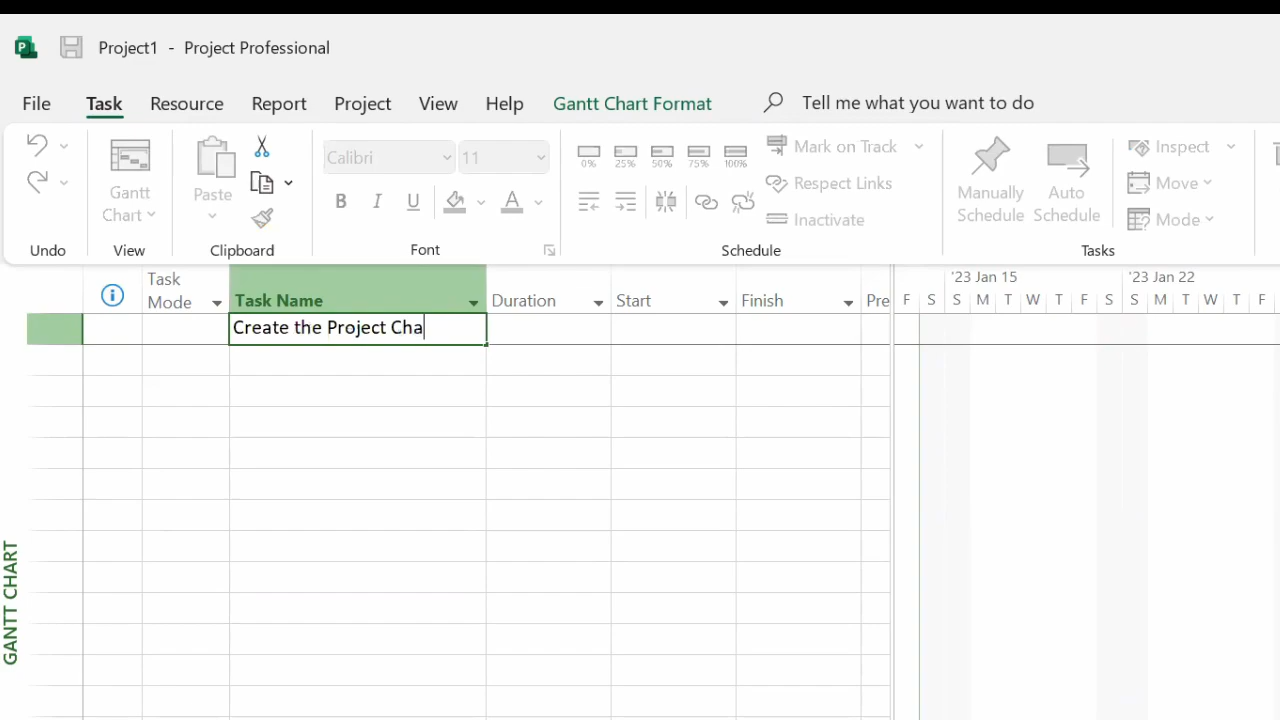 Project1 - Project Professional
File Task Resource Report Project View Help Gantt Chart Format Tell me what you want to do
Calibri 11 0% 25% 50% 75% 100% Mark on Track Inspect
Gantt Chart Paste B I U A Respect Links Manually Schedule Auto Schedule Move
Inactivate Mode
Undo View Clipboard Font Schedule Tasks
Task Mode Task Name Duration Start Finish Pre
'23 Jan 15 '23 Jan 22
F S S M T W T F S S M T W T F
Create the Project Cha
GANTT CHART